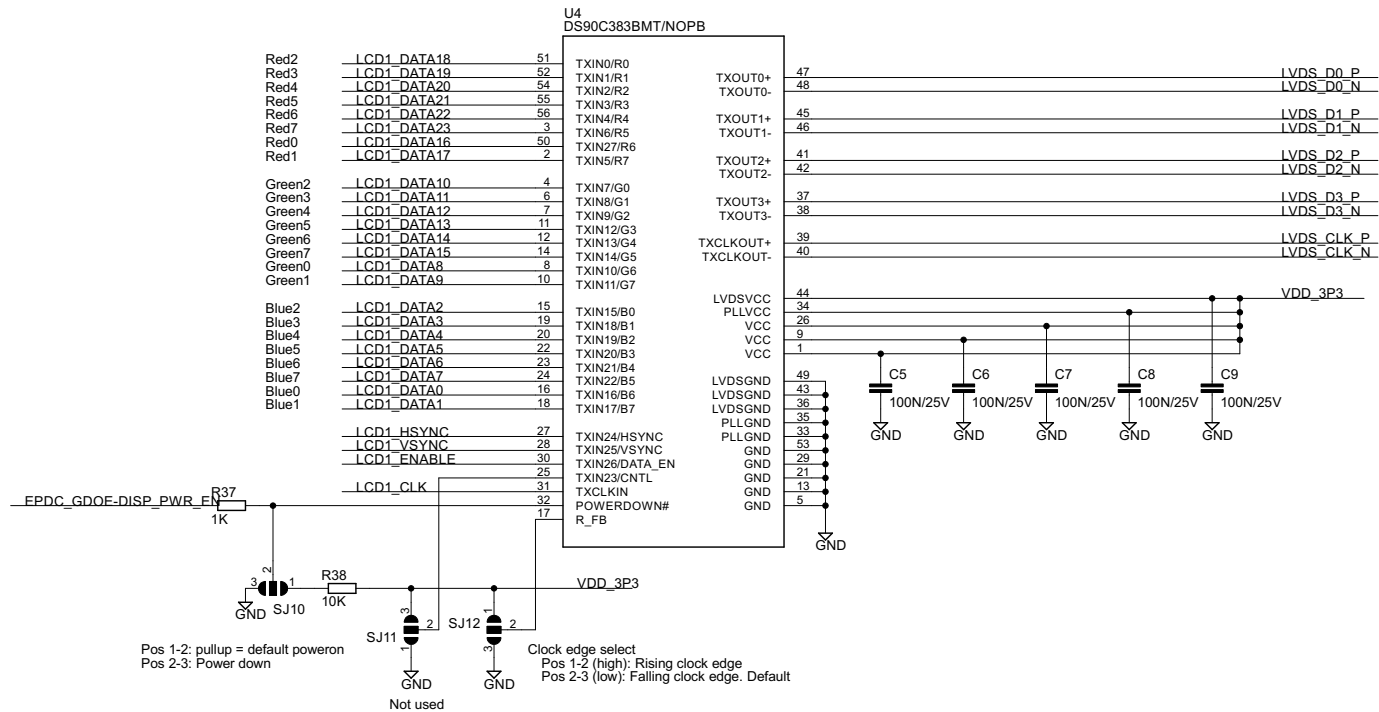 U4
DS90C383BMT/NOPB
Red2 LCD1_DATA18 51 TXIN0/R0
Red3 LCD1_DATA19 52 TXIN1/R1
Red4 LCD1_DATA20 54 TXIN2/R2
Red5 LCD1_DATA21 55 TXIN3/R3
Red6 LCD1_DATA22 56 TXIN4/R4
Red7 LCD1_DATA23 3 TXIN6/R5
Red0 LCD1_DATA16 50 TXIN27/R6
Red1 LCD1_DATA17 2 TXIN5/R7
Green2 LCD1_DATA10 4 TXIN7/G0
Green3 LCD1_DATA11 6 TXIN8/G1
Green4 LCD1_DATA12 7 TXIN9/G2
Green5 LCD1_DATA13 11 TXIN12/G3
Green6 LCD1_DATA14 12 TXIN13/G4
Green7 LCD1_DATA15 14 TXIN14/G5
Green0 LCD1_DATA8 8 TXIN10/G6
Green1 LCD1_DATA9 10 TXIN11/G7
Blue2 LCD1_DATA2 15 TXIN15/B0
Blue3 LCD1_DATA3 19 TXIN18/B1
Blue4 LCD1_DATA4 20 TXIN19/B2
Blue5 LCD1_DATA5 22 TXIN20/B3
Blue6 LCD1_DATA6 23 TXIN21/B4
Blue7 LCD1_DATA7 24 TXIN22/B5
Blue0 LCD1_DATA0 16 TXIN16/B6
Blue1 LCD1_DATA1 18 TXIN17/B7
LCD1_HSYNC 27 TXIN24/HSYNC
LCD1_VSYNC 28 TXIN25/VSYNC
LCD1_ENABLE 30 TXIN26/DATA_EN
25 TXIN23/CNTL
LCD1_CLK 31 TXCLKIN
EPDC_GDOE-DISP_PWR_EN R37 1K 32 POWERDOWN#
17 R_FB
TXOUT0+ 47 LVDS_D0_P
TXOUT0- 48 LVDS_D0_N
TXOUT1+ 45 LVDS_D1_P
TXOUT1- 46 LVDS_D1_N
TXOUT2+ 41 LVDS_D2_P
TXOUT2- 42 LVDS_D2_N
TXOUT3+ 37 LVDS_D3_P
TXOUT3- 38 LVDS_D3_N
TXCLKOUT+ 39 LVDS_CLK_P
TXCLKOUT- 40 LVDS_CLK_N
LVDSVCC 44 VDD_3P3
PLLVCC 34
VCC 26
VCC 9
VCC 1
LVDSGND 49
LVDSGND 43
LVDSGND 36
PLLGND 35
PLLGND 33
GND 53
GND 29
GND 21
GND 13
GND 5
GND
C5 C6 C7 C8 C9
100N/25V 100N/25V 100N/25V 100N/25V 100N/25V
GND GND GND GND GND
3 2 1 R38 VDD_3P3
GND SJ10 10K
3 1
SJ11 2 SJ12 2
1 3
GND GND
Not used
Pos 1-2: pullup = default poweron
Pos 2-3: Power down
Clock edge select
Pos 1-2 (high): Rising clock edge
Pos 2-3 (low): Falling clock edge. Default